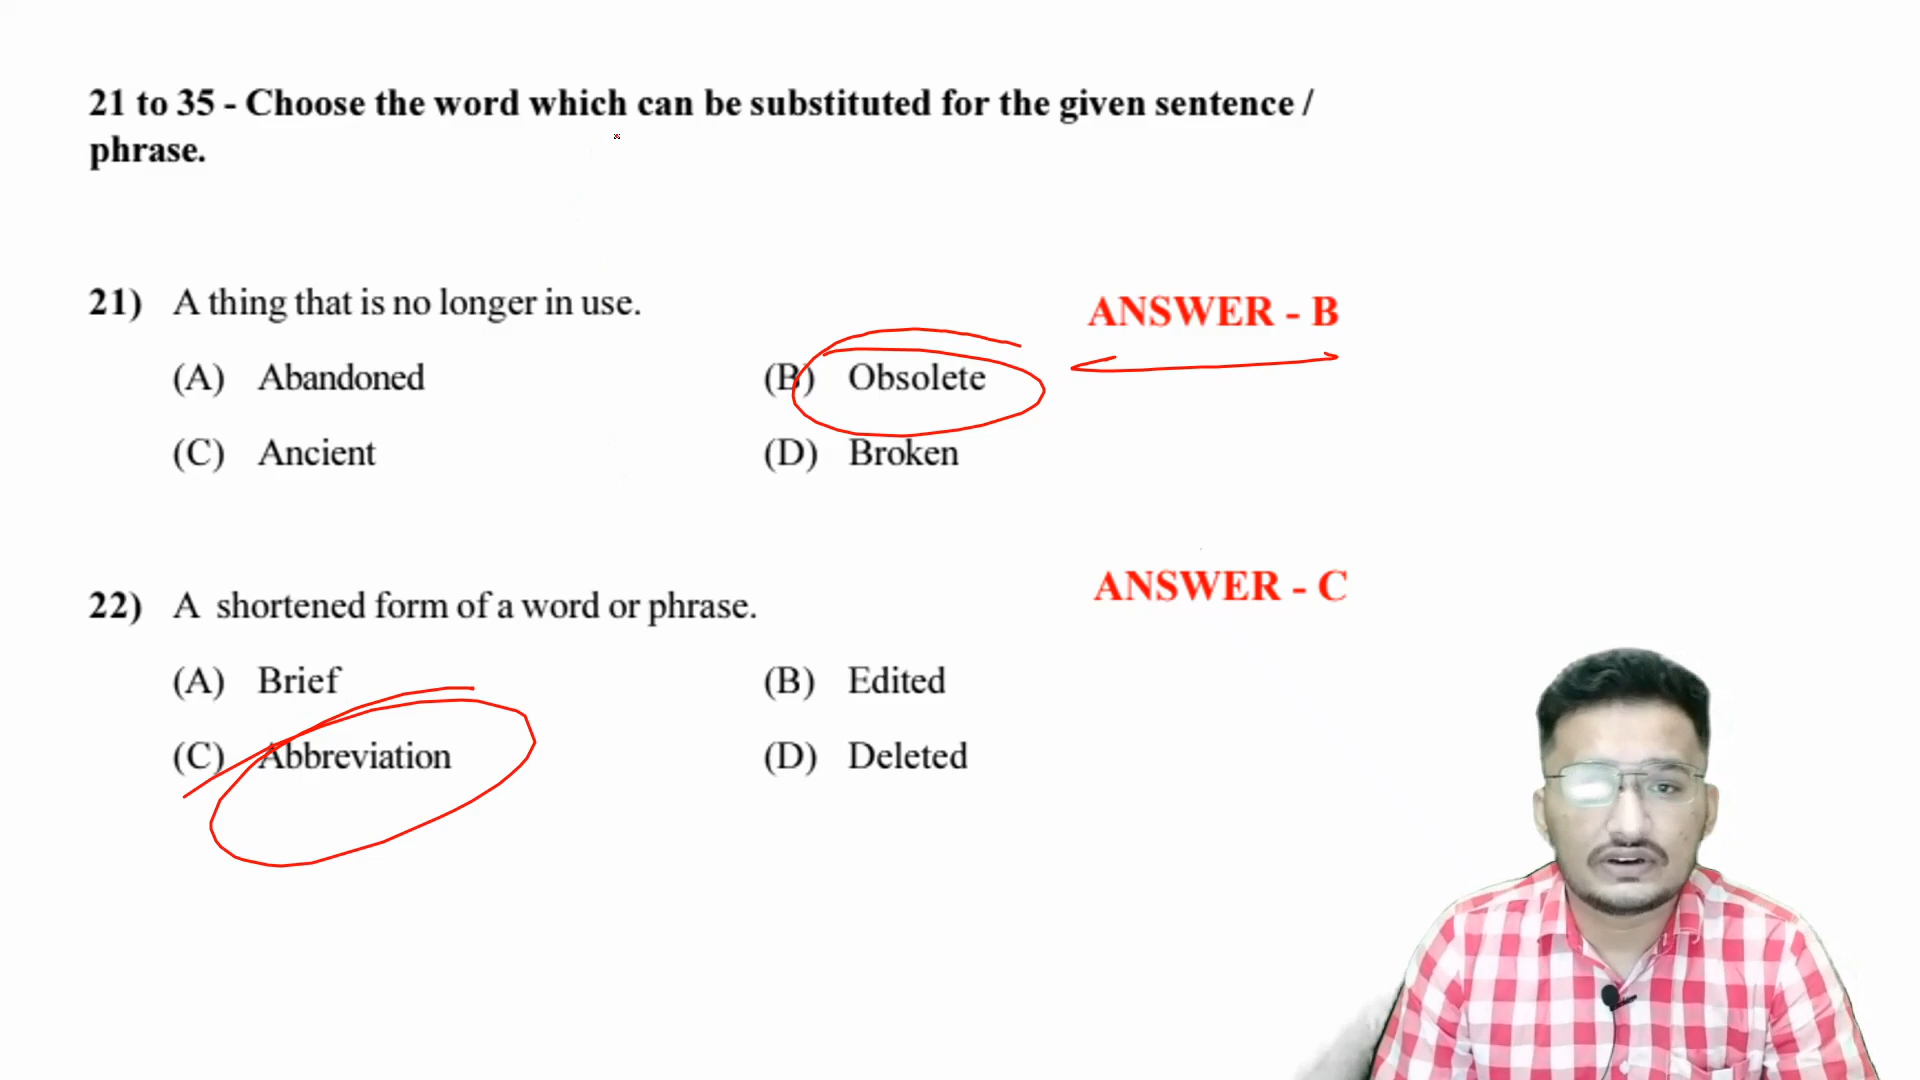 21 to 35 - Choose the word which can be substituted for the given sentence /
phrase.
21) A thing that is no longer in use.
ANSWER - B
(A) Abandoned (B) Obsolete
(C) Ancient (D) Broken
22) A shortened form of a word or phrase.
ANSWER - C
(A) Brief (B) Edited
(C) Abbreviation (D) Deleted